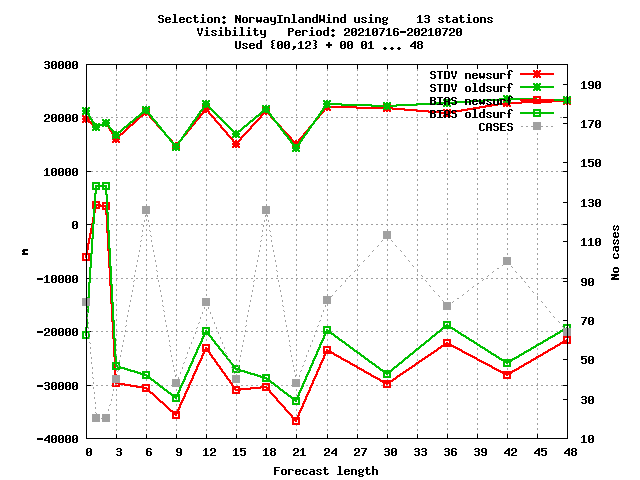 Selection: NorwayInlandWind using    13 stations
Visibility   Period: 20210716-20210720
Used {00,12} + 00 01 ... 48
STDV newsurf
STDV oldsurf
BIAS newsurf
BIAS oldsurf
CASES
30000
20000
10000
0
-10000
-20000
-30000
-40000
m
190
170
150
130
110
90
70
50
30
10
No cases
0 3 6 9 12 15 18 21 24 27 30 33 36 39 42 45 48
Forecast length